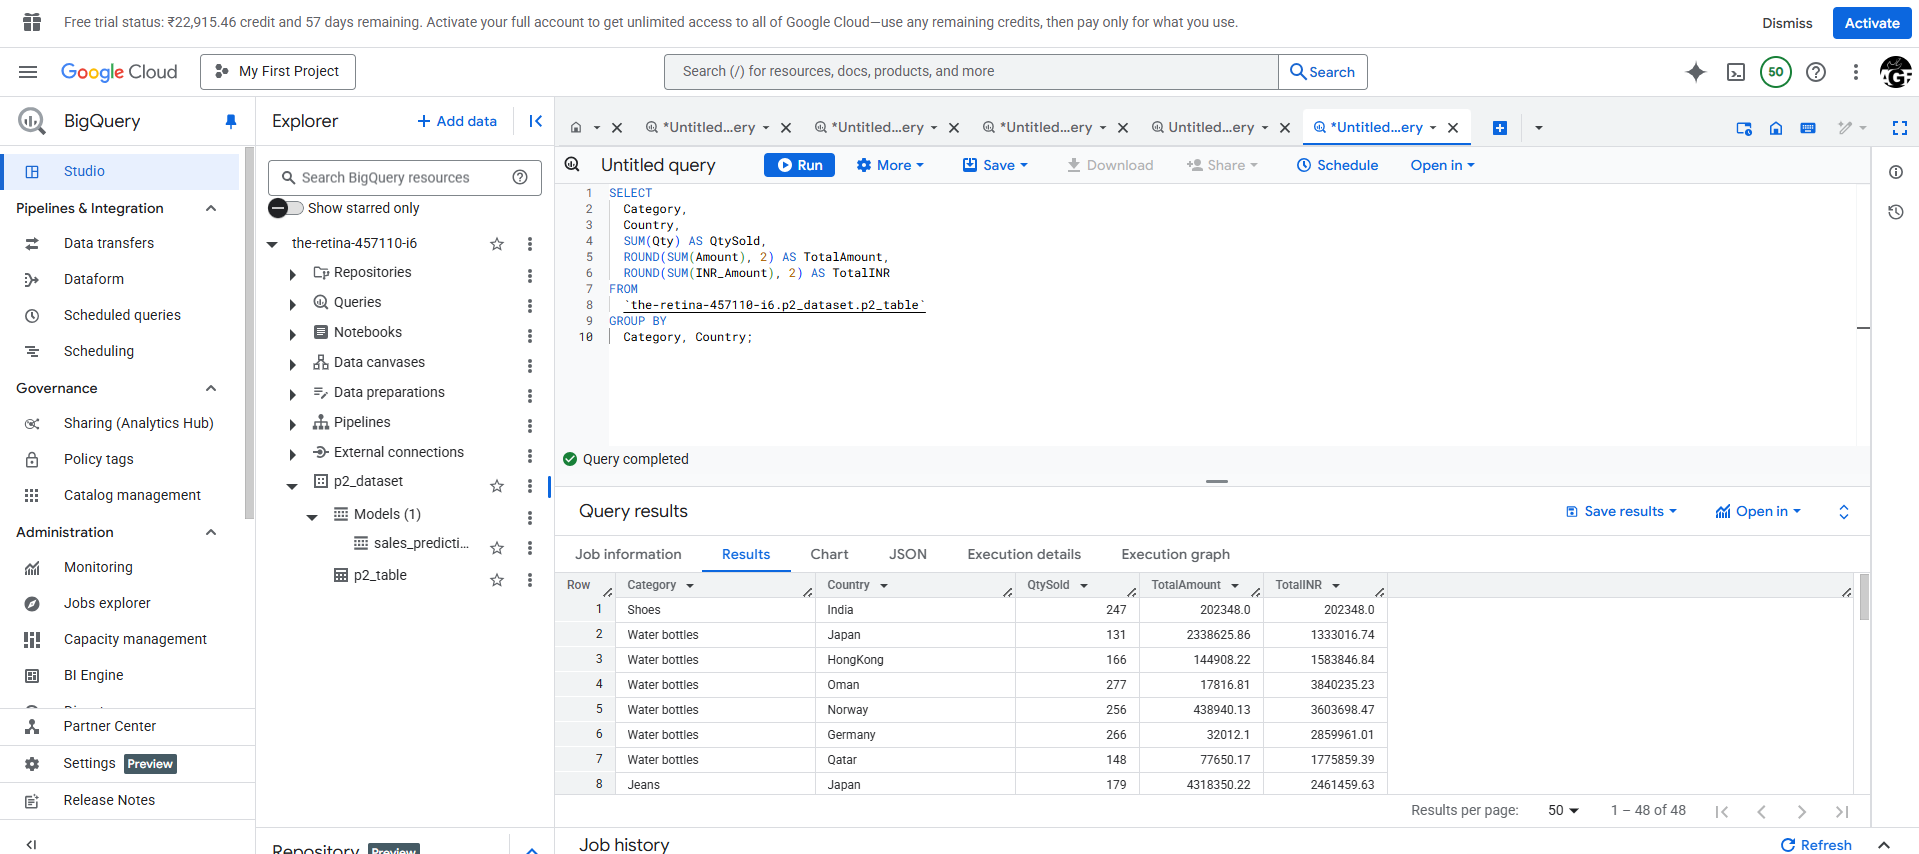 Free trial status: ₹22,915.46 credit and 57 days remaining. Activate your full account to get unlimited access to all of Google Cloud—use any remaining credits, then pay only for what you use.
Dismiss
Activate
Google Cloud
My First Project
Search (/) for resources, docs, products, and more
Search
50
BigQuery
Studio
Pipelines & Integration
Data transfers
Dataform
Scheduled queries
Scheduling
Governance
Sharing (Analytics Hub)
Policy tags
Catalog management
Administration
Monitoring
Jobs explorer
Capacity management
BI Engine
Partner Center
Settings Preview
Release Notes
Explorer
+ Add data
Search BigQuery resources
Show starred only
the-retina-457110-i6
Repositories
Queries
Notebooks
Data canvases
Data preparations
Pipelines
External connections
p2_dataset
Models (1)
sales_predicti...
p2_table
Repository Preview
*Untitled...ery
*Untitled...ery
*Untitled...ery
Untitled...ery
*Untitled...ery
Untitled query
Run
More
Save
Download
Share
Schedule
Open in
1 SELECT
2 Category,
3 Country,
4 SUM(Qty) AS QtySold,
5 ROUND(SUM(Amount), 2) AS TotalAmount,
6 ROUND(SUM(INR_Amount), 2) AS TotalINR
7 FROM
8 `the-retina-457110-i6.p2_dataset.p2_table`
9 GROUP BY
10 Category, Country;
Query completed
Query results
Save results
Open in
Job information Results Chart JSON Execution details Execution graph
Row Category Country QtySold TotalAmount TotalINR
1 Shoes India 247 202348.0 202348.0
2 Water bottles Japan 131 2338625.86 1333016.74
3 Water bottles HongKong 166 144908.22 1583846.84
4 Water bottles Oman 277 17816.81 3840235.23
5 Water bottles Norway 256 438940.13 3603698.47
6 Water bottles Germany 266 32012.1 2859961.01
7 Water bottles Qatar 148 77650.17 1775859.39
8 Jeans Japan 179 4318350.22 2461459.63
Results per page: 50 1 – 48 of 48
Job history
Refresh